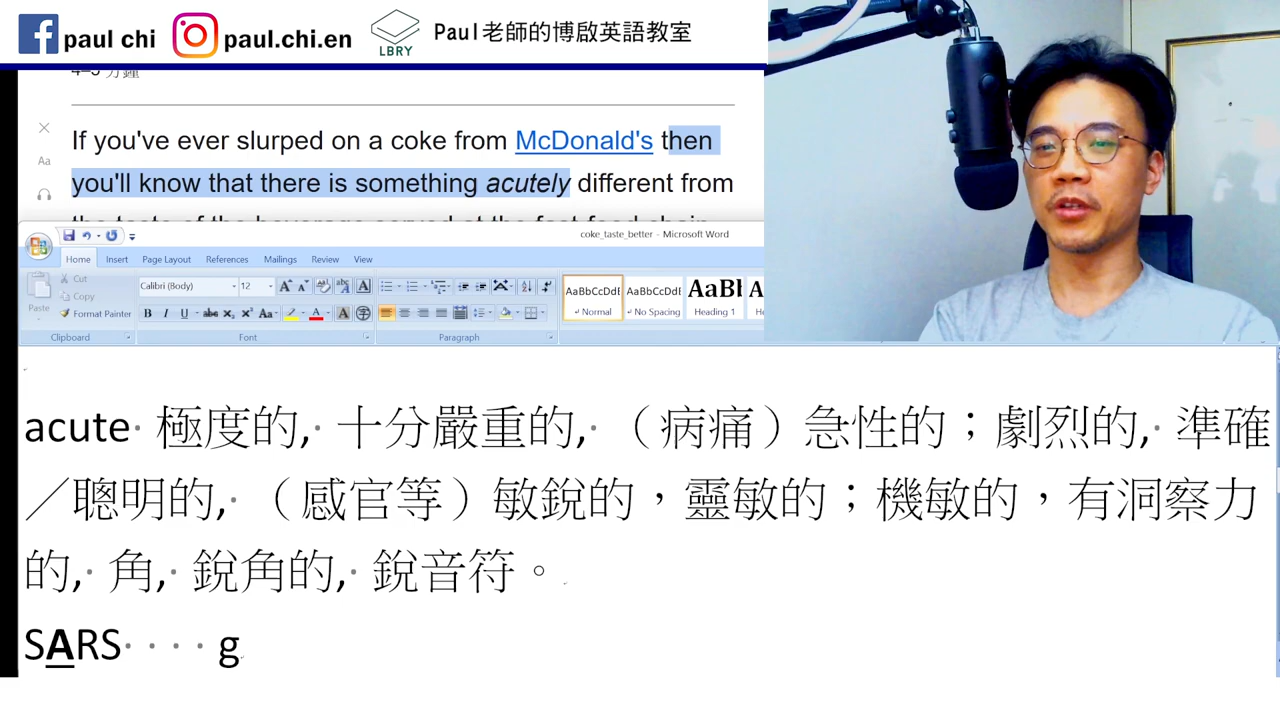 paul chi
paul.chi.en
LBRY
Paul老師的博啟英語教室
If you've ever slurped on a coke from McDonald's then
you'll know that there is something acutely different from
coke_taste_better - Microsoft Word
Home Insert Page Layout References Mailings Review View
Cut
Copy
Paste
Format Painter
Clipboard
Calibri (Body) 12
Font
Paragraph
AaBbCcDdE AaBbCcDdE AaBbC
Normal No Spacing Heading 1
acute 極度的, 十分嚴重的, （病痛）急性的；劇烈的, 準確
／聰明的, （感官等）敏銳的，靈敏的；機敏的，有洞察力
的, 角, 銳角的, 銳音符。
SARS g